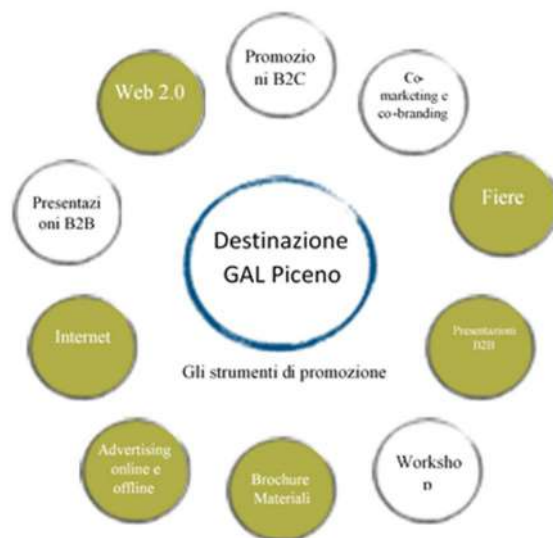 Promozio
ni B2C
Co-
marketing e
co-branding
Fiere
Presentazioni
B2B
Worksho
p
Brochure
Materiali
Advertising
online e
offline
Internet
Presentazi
oni B2B
Web 2.0
Destinazione
GAL Piceno
Gli strumenti di promozione